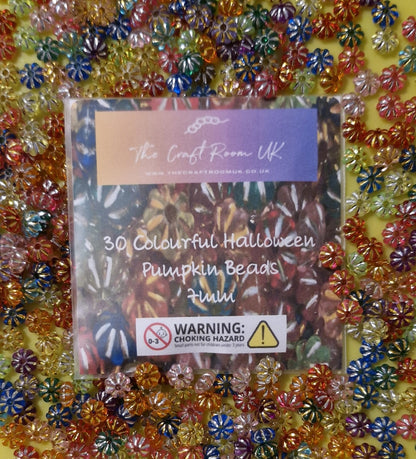 The Craft Room UK
WWW.THECRAFTROOMUK.CO.UK
30 Colourful Halloween
Pumpkin Beads
7mm
0-3
WARNING:
CHOKING HAZARD
Small parts not for children under 3 years